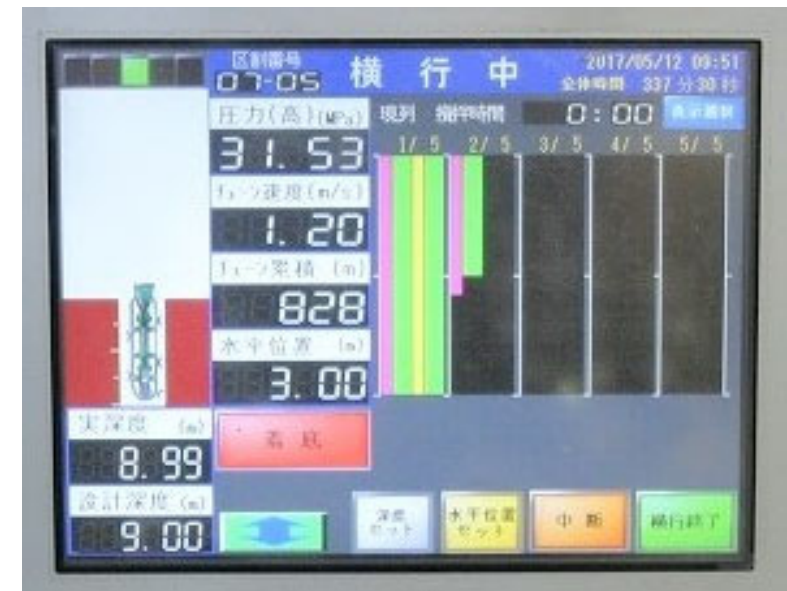 区割番号
07-05
横 行 中
2017/05/12 09:51
全体時間 337 分 30 秒
圧力(高)(MPa)
現列 攪拌時間 0:00
31.53
1/ 5 2/ 5 3/ 5 4/ 5 5/ 5
チェーン速度(m/s)
1.20
チェーン累積 (m)
828
水平位置 (m)
3.00
実深度 (m)
8.99
着 底
設計深度 (m)
9.00
深度
セット
水平位置
セット
中 断
横行終了